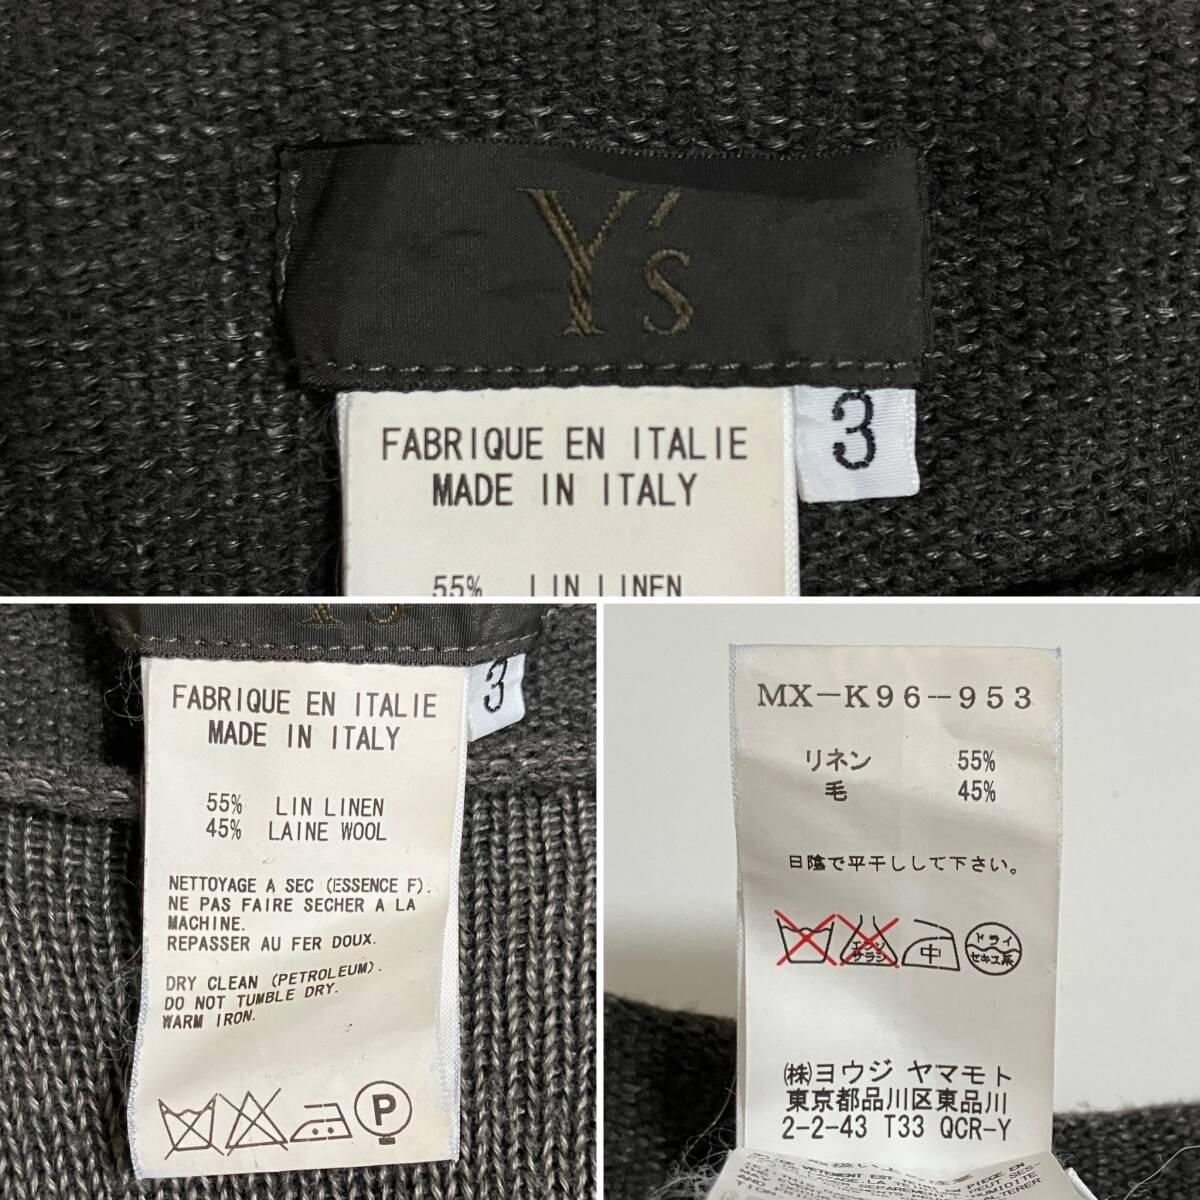 Y's
3
FABRIQUE EN ITALIE
MADE IN ITALY
55% LIN LINEN
Y's
3
FABRIQUE EN ITALIE
MADE IN ITALY
55% LIN LINEN
45% LAINE WOOL
NETTOYAGE A SEC (ESSENCE F).
NE PAS FAIRE SECHER A LA
MACHINE.
REPASSER AU FER DOUX.
DRY CLEAN (PETROLEUM).
DO NOT TUMBLE DRY.
WARM IRON.
P
MX-K96-953
リネン 55%
毛 45%
日陰で平干しして下さい。
エンソ
サラシ
中
ドライ
セキユ系
(株)ヨウジ ヤマモト
東京都品川区東品川
2-2-43 T33 QCR-Y